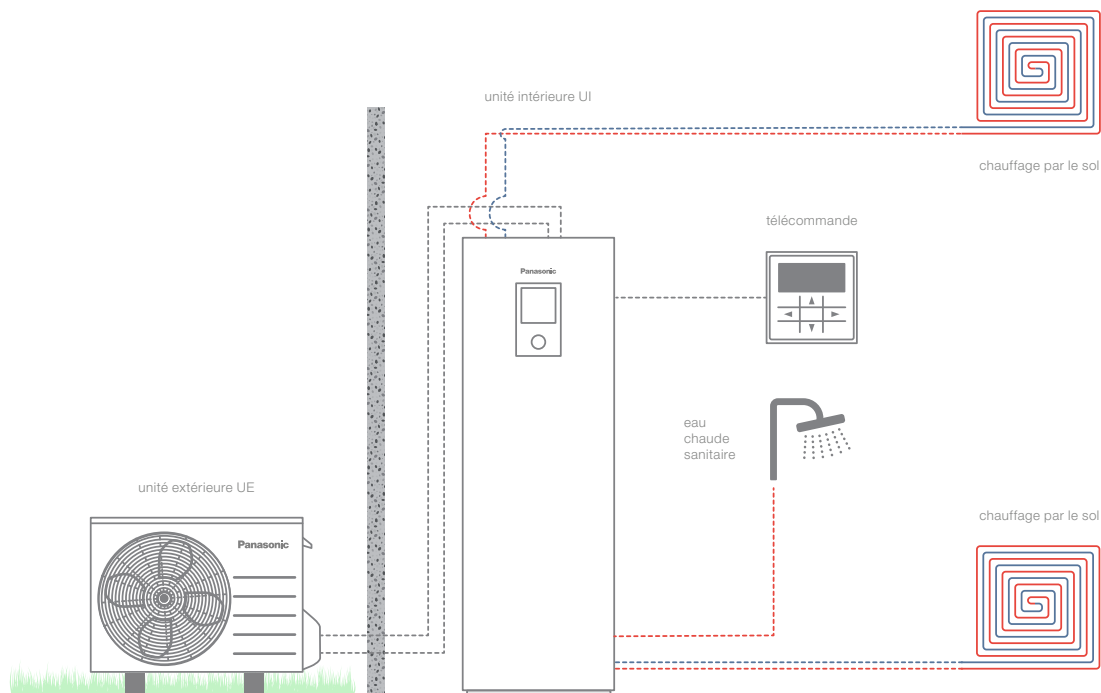 unité intérieure UI
chauffage par le sol
télécommande
Panasonic
eau
chaude
sanitaire
unité extérieure UE
chauffage par le sol
Panasonic